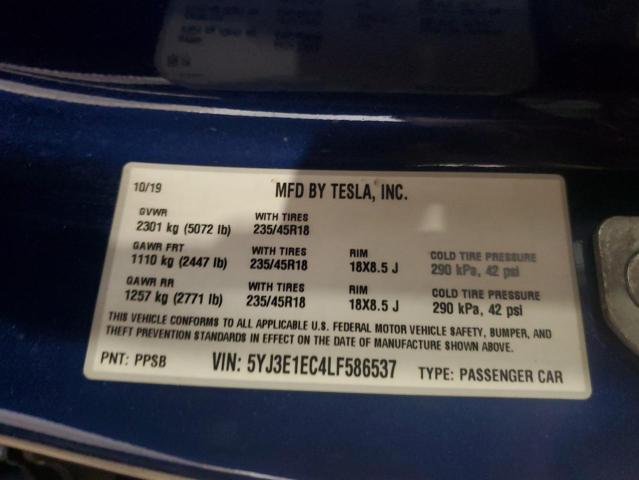 10/19 MFD BY TESLA, INC.
GVWR WITH TIRES
2301 kg (5072 lb) 235/45R18
GAWR FRT WITH TIRES RIM COLD TIRE PRESSURE
1110 kg (2447 lb) 235/45R18 18X8.5 J 290 kPa, 42 psi
GAWR RR WITH TIRES RIM COLD TIRE PRESSURE
1257 kg (2771 lb) 235/45R18 18X8.5 J 290 kPa, 42 psi
THIS VEHICLE CONFORMS TO ALL APPLICABLE U.S. FEDERAL MOTOR VEHICLE SAFETY, BUMPER, AND
THEFT PREVENTION STANDARDS IN EFFECT ON THE DATE OF MANUFACTURE SHOWN ABOVE.
PNT: PPSB VIN: 5YJ3E1EC4LF586537 TYPE: PASSENGER CAR